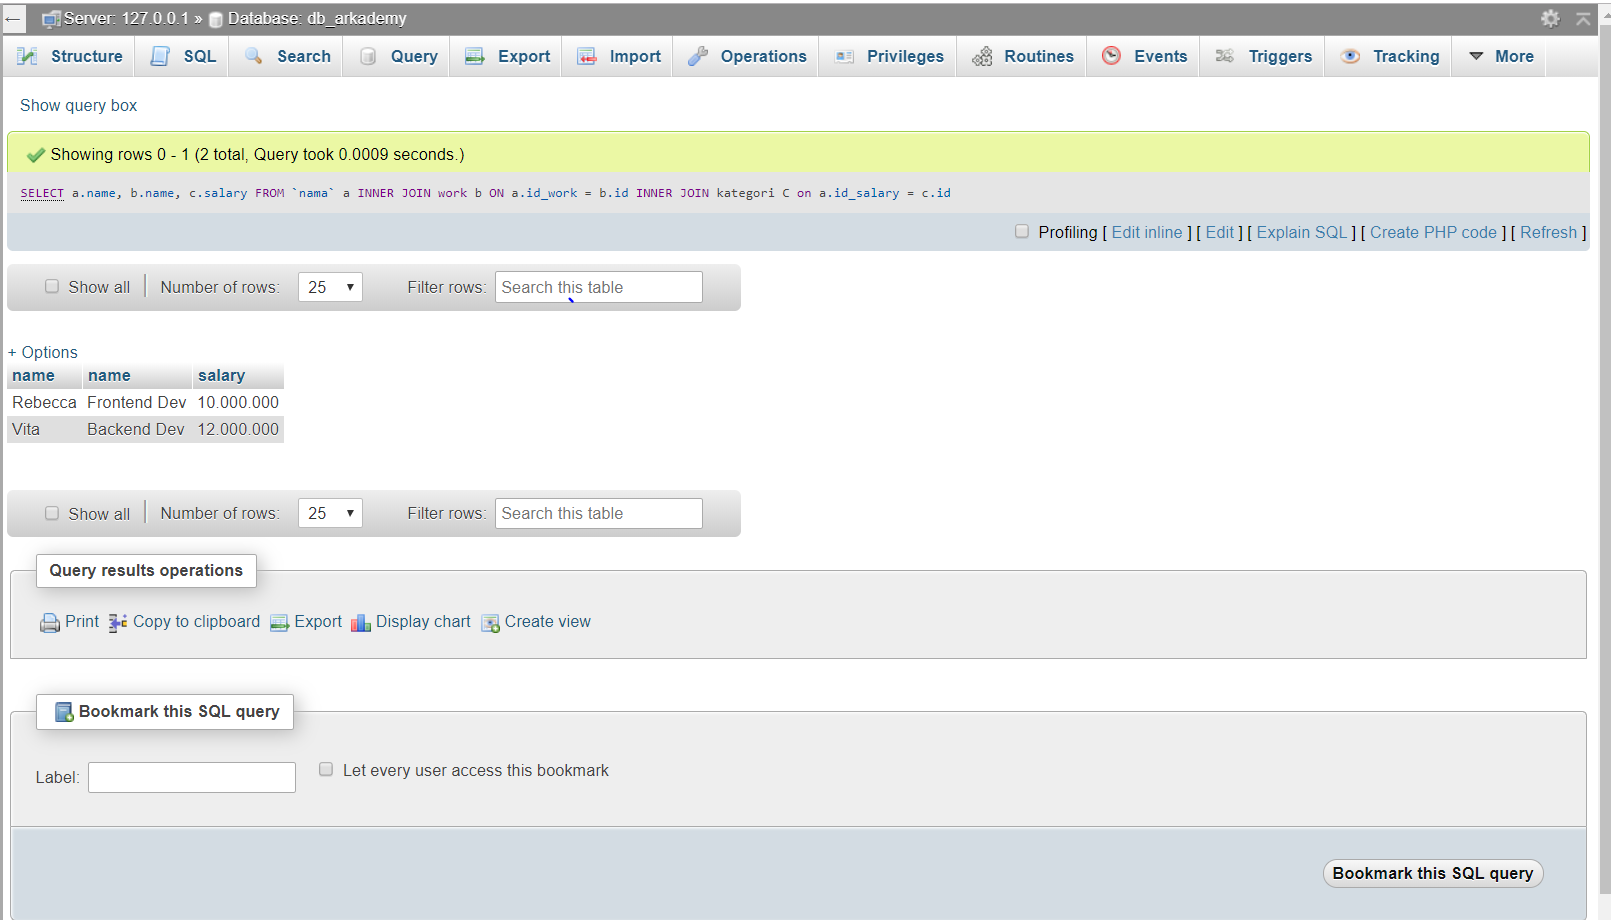 ← Server: 127.0.0.1 » Database: db_arkademy
Structure SQL Search Query Export Import Operations Privileges Routines Events Triggers Tracking More
Show query box
Showing rows 0 - 1 (2 total, Query took 0.0009 seconds.)
SELECT a.name, b.name, c.salary FROM `nama` a INNER JOIN work b ON a.id_work = b.id INNER JOIN kategori C on a.id_salary = c.id
Profiling [ Edit inline ] [ Edit ] [ Explain SQL ] [ Create PHP code ] [ Refresh ]
Show all Number of rows: 25 Filter rows: Search this table
+ Options
name name salary
Rebecca Frontend Dev 10.000.000
Vita Backend Dev 12.000.000
Show all Number of rows: 25 Filter rows: Search this table
Query results operations
Print Copy to clipboard Export Display chart Create view
Bookmark this SQL query
Label: Let every user access this bookmark
Bookmark this SQL query